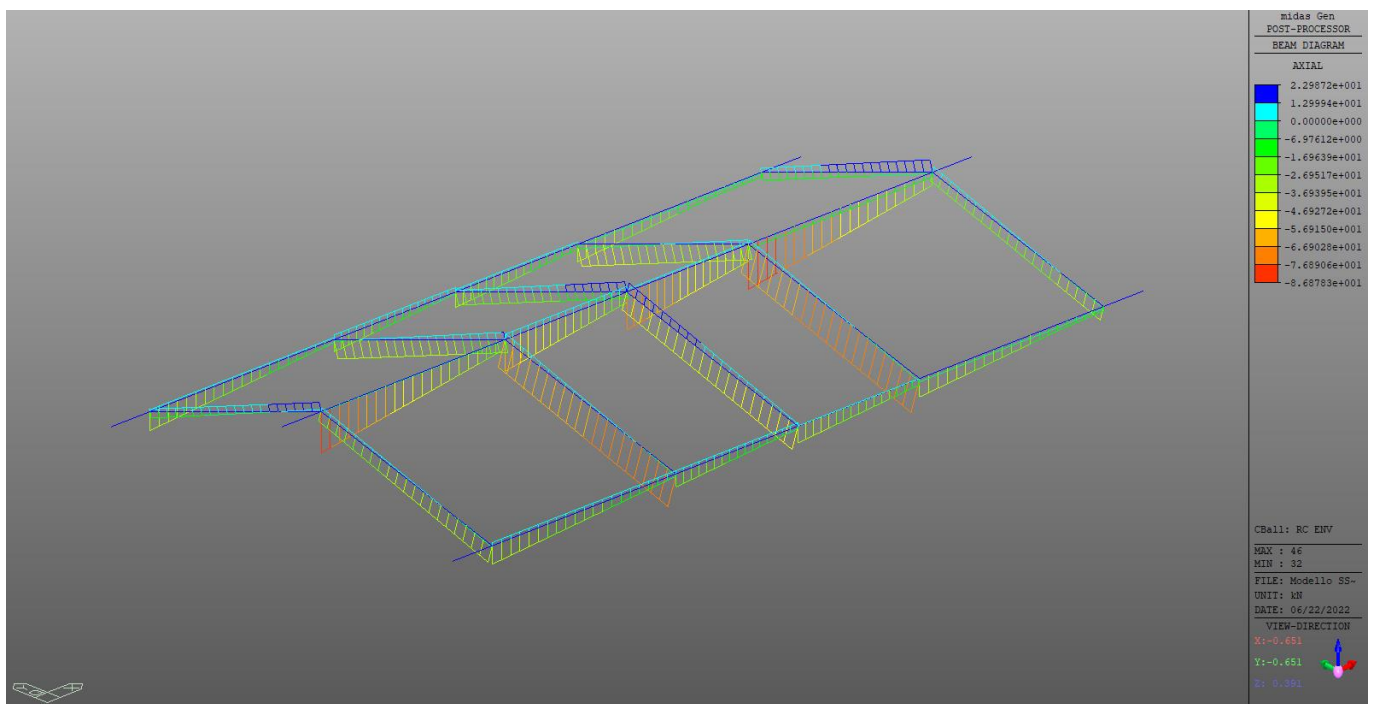 midas Gen
POST-PROCESSOR
BEAM DIAGRAM
AXIAL
2.29872e+001
1.29994e+001
0.00000e+000
-6.97612e+000
-1.69639e+001
-2.69517e+001
-3.69395e+001
-4.69272e+001
-5.69150e+001
-6.69028e+001
-7.68906e+001
-8.68783e+001
CBall: RC ENV
MAX : 46
MIN : 32
FILE: Modello SS~
UNIT: kN
DATE: 06/22/2022
VIEW-DIRECTION
X:-0.651
Y:-0.651
Z: 0.391